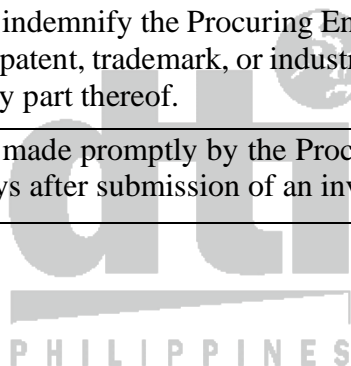 indemnify the Procuring En
patent, trademark, or industr
y part thereof.
made promptly by the Proc
ys after submission of an inv
dti
PHILIPPINES